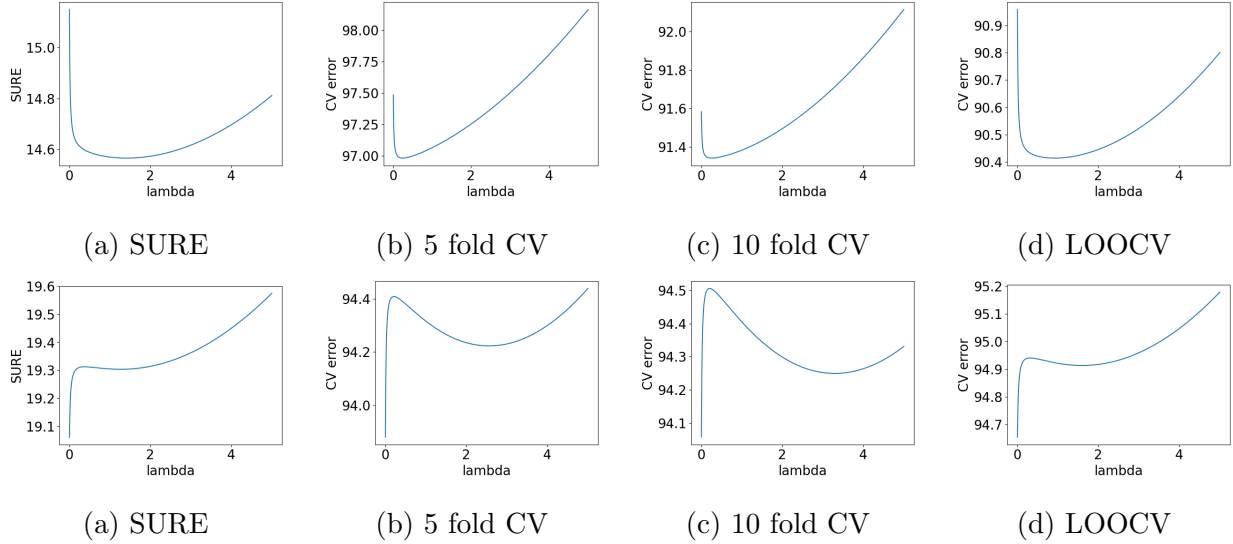 15.0
14.8
14.6
SURE
0 2 4
lambda
98.00
97.75
97.50
97.25
97.00
CV error
0 2 4
lambda
92.0
91.8
91.6
91.4
CV error
0 2 4
lambda
90.9
90.8
90.7
90.6
90.5
90.4
CV error
0 2 4
lambda
(a) SURE
(b) 5 fold CV
(c) 10 fold CV
(d) LOOCV
19.6
19.5
19.4
19.3
19.2
19.1
SURE
0 2 4
lambda
94.4
94.2
94.0
CV error
0 2 4
lambda
94.5
94.4
94.3
94.2
94.1
CV error
0 2 4
lambda
95.2
95.1
95.0
94.9
94.8
94.7
CV error
0 2 4
lambda
(a) SURE
(b) 5 fold CV
(c) 10 fold CV
(d) LOOCV